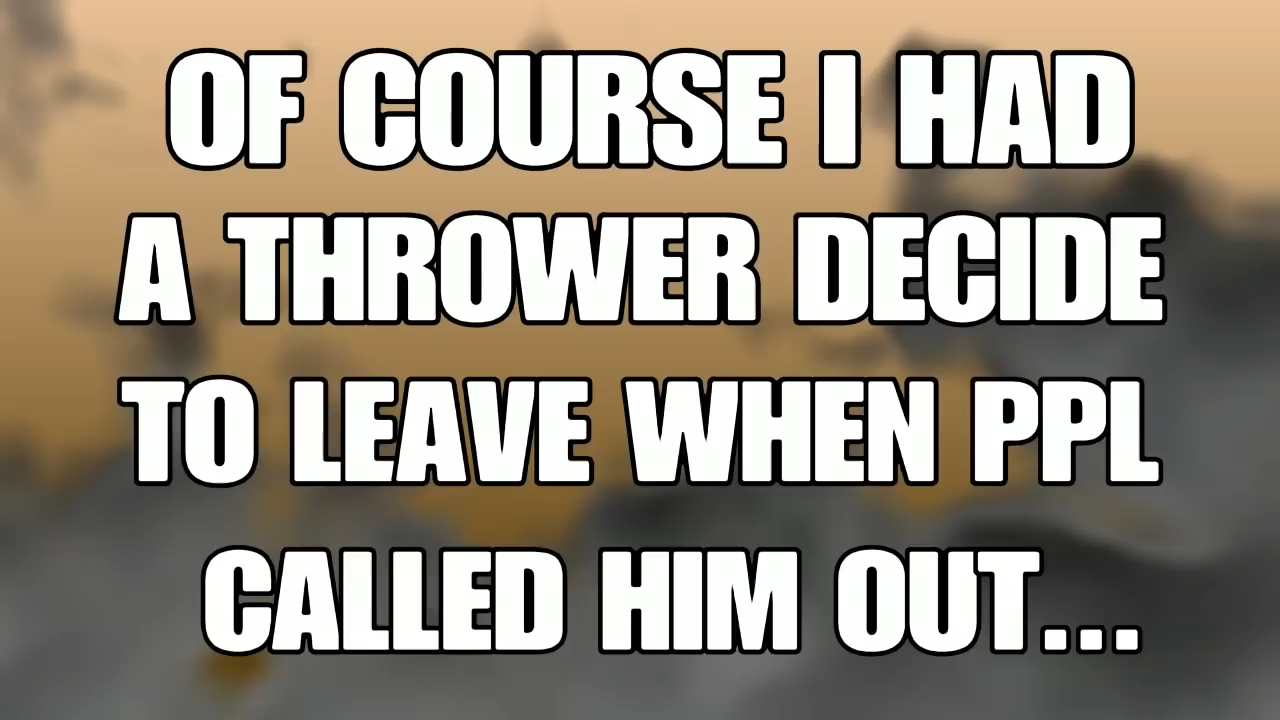 OF COURSE I HAD
A THROWER DECIDE
TO LEAVE WHEN PPL
CALLED HIM OUT...